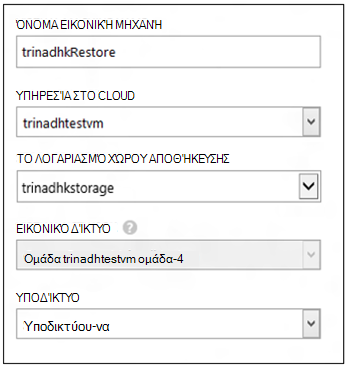 ΌΝΟΜΑ ΕΙΚΟΝΙΚΉ ΜΗΧΑΝΉ
trinadhkRestore
ΥΠΗΡΕΣΊΑ ΣΤΟ CLOUD
trinadhtestvm
ΤΟ ΛΟΓΑΡΙΑΣΜΌ ΧΏΡΟΥ ΑΠΟΘΉΚΕΥΣΗΣ
trinadhkstorage
ΕΙΚΟΝΙΚΌ ΔΊΚΤΥΟ ?
Ομάδα trinadhtestvm ομάδα-4
ΥΠΟΔΊΚΤΥΟ
Υποδικτύου-να